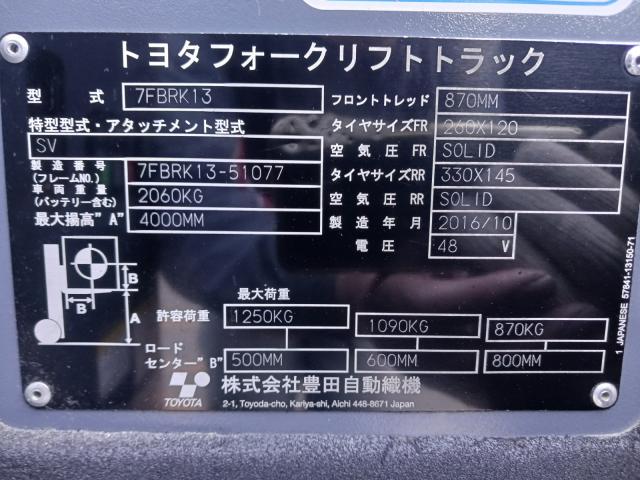 トヨタフォークリフトトラック
型式 7FBRK13
特型型式・アタッチメント型式
SV
製造番号
(フレームNO.) 7FBRK13-51077
車両重量
(バッテリー含む) 2060KG
最大揚高"A" 4000MM
フロントトレッド 870MM
タイヤサイズFR 260X120
空気圧 FR SOLID
タイヤサイズRR 330X145
空気圧 RR SOLID
製造年月 2016/10
電圧 48 V
B
B
A
最大荷重
許容荷重 1250KG 1090KG 870KG
ロード
センター"B" 500MM 600MM 800MM
TOYOTA
株式会社豊田自動織機
2-1, Toyoda-cho, Kariya-shi, Aichi 448-8671 Japan
1 JAPANESE 57841-13150-71